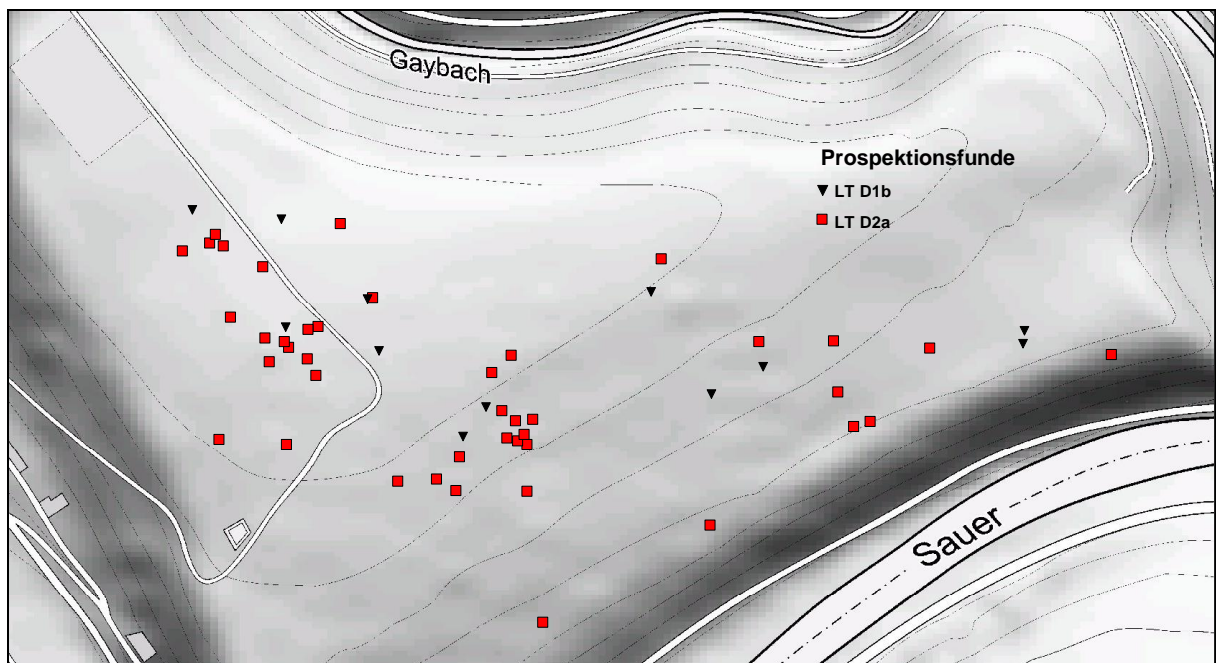 Gaybach
Prospektionsfunde
LT D1b
LT D2a
Sauer